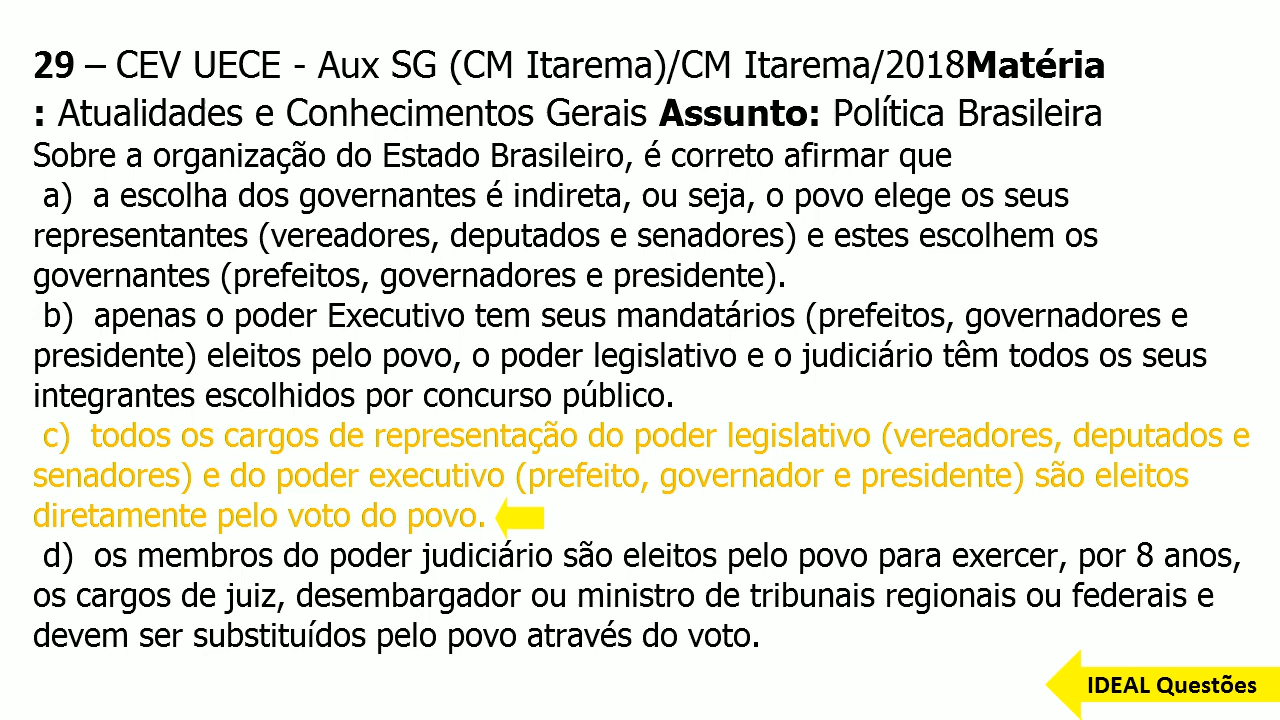 29 – CEV UECE - Aux SG (CM Itarema)/CM Itarema/2018Matéria
: Atualidades e Conhecimentos Gerais Assunto: Política Brasileira
Sobre a organização do Estado Brasileiro, é correto afirmar que
a) a escolha dos governantes é indireta, ou seja, o povo elege os seus
representantes (vereadores, deputados e senadores) e estes escolhem os
governantes (prefeitos, governadores e presidente).
b) apenas o poder Executivo tem seus mandatários (prefeitos, governadores e
presidente) eleitos pelo povo, o poder legislativo e o judiciário têm todos os seus
integrantes escolhidos por concurso público.
c) todos os cargos de representação do poder legislativo (vereadores, deputados e
senadores) e do poder executivo (prefeito, governador e presidente) são eleitos
diretamente pelo voto do povo.
d) os membros do poder judiciário são eleitos pelo povo para exercer, por 8 anos,
os cargos de juiz, desembargador ou ministro de tribunais regionais ou federais e
devem ser substituídos pelo povo através do voto.
IDEAL Questões